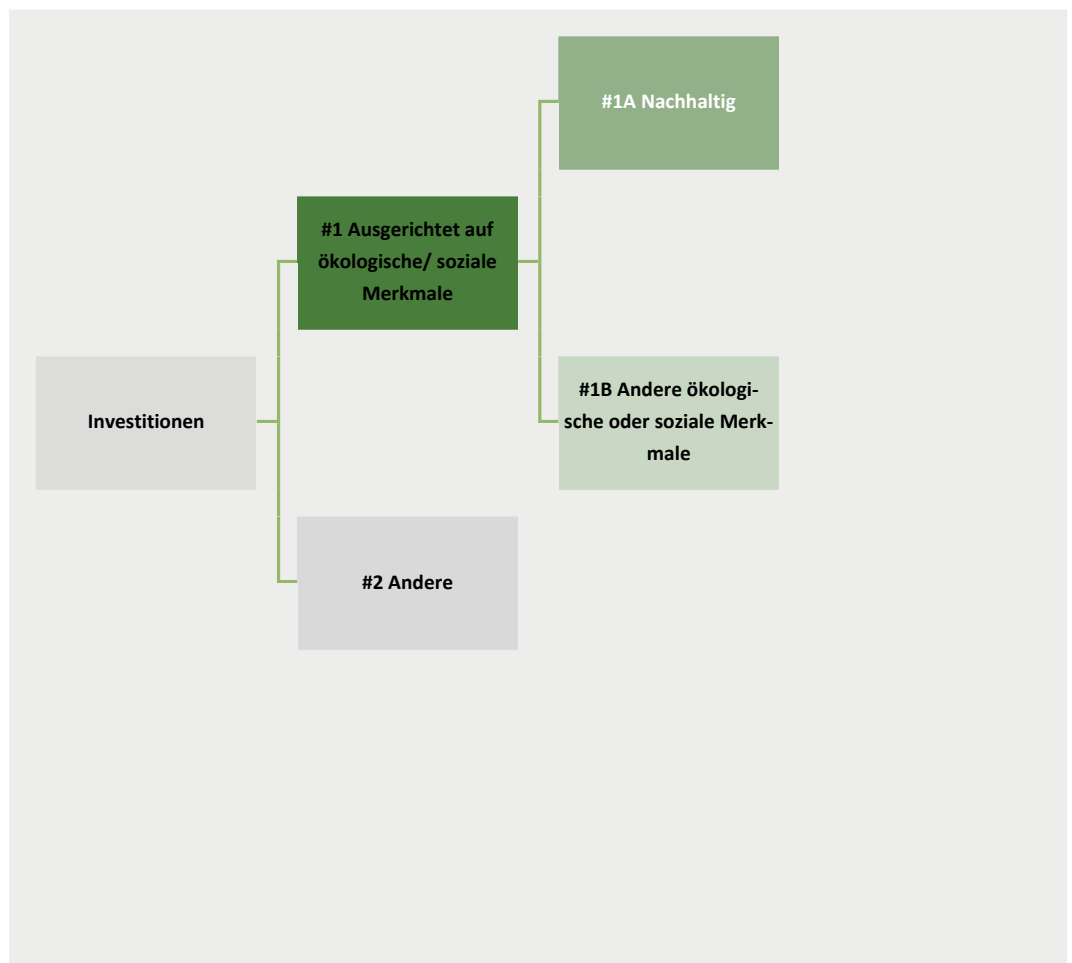 #1A Nachhaltig
#1 Ausgerichtet auf
ökologische/ soziale
Merkmale
Investitionen
#1B Andere ökologi-
sche oder soziale Merk-
male
#2 Andere